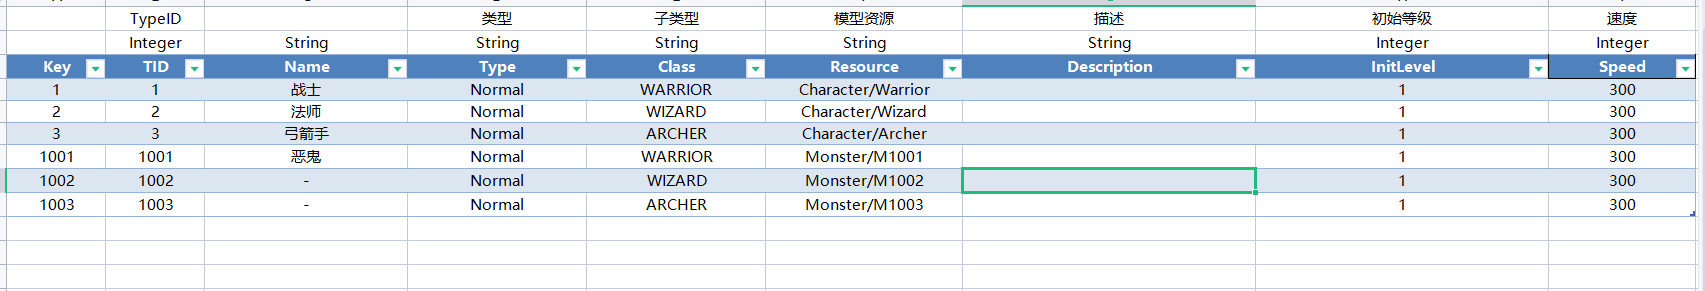 TypeID 类型 子类型 模型资源 描述 初始等级 速度
Integer String String String String String Integer Integer
Key TID Name Type Class Resource Description InitLevel Speed
1 1 战士 Normal WARRIOR Character/Warrior 1 300
2 2 法师 Normal WIZARD Character/Wizard 1 300
3 3 弓箭手 Normal ARCHER Character/Archer 1 300
1001 1001 恶鬼 Normal WARRIOR Monster/M1001 1 300
1002 1002 - Normal WIZARD Monster/M1002 1 300
1003 1003 - Normal ARCHER Monster/M1003 1 300